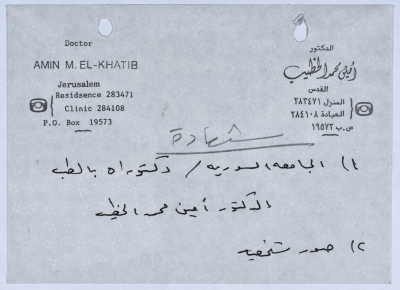 Doctor
AMIN M. EL-KHATIB
Jerusalem
Residsence 283471
Clinic 284108
P.O. Box 19573
الدكتور
أمين محمد الخطيب
القدس
المنزل ٢٨٣٤٧١
العيادة ٢٨٤١٠٨
ص.ب ١٩٥٧٣
شهادة
١) الجامعة السورية / دكتوراه بالطب
الدكتور أمين محمد الخطيب
٢) صور شخصية